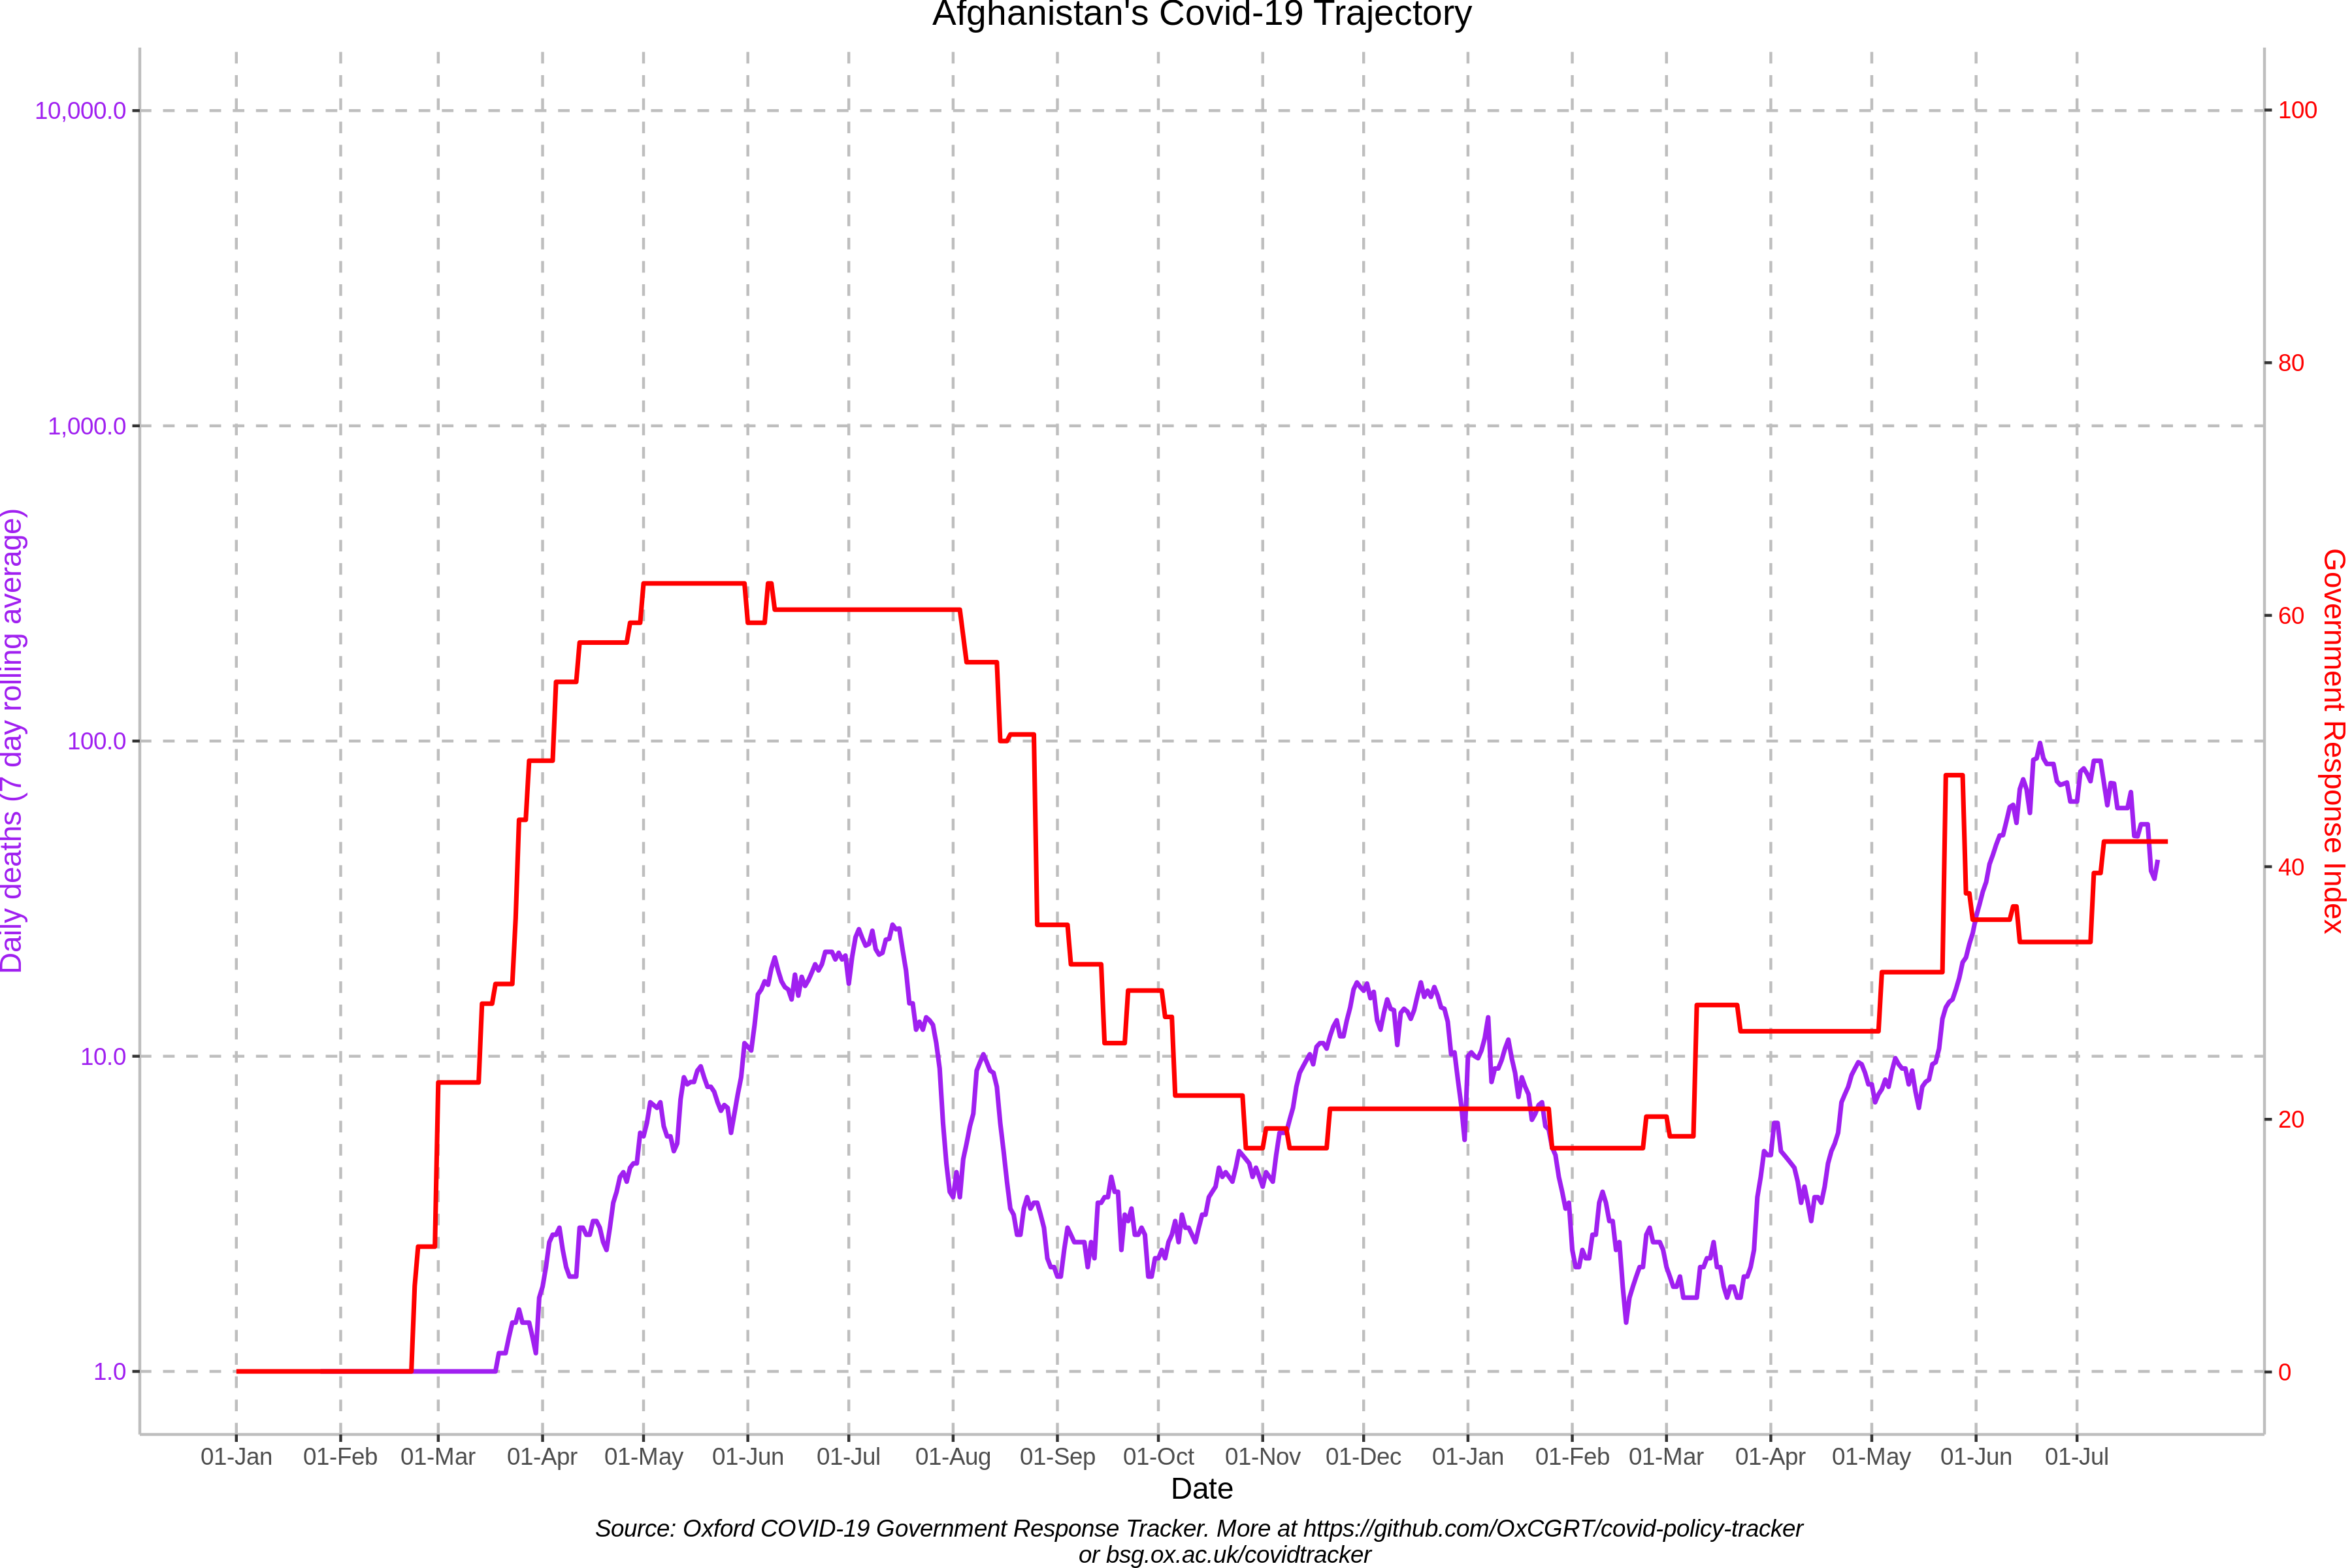 Afghanistan's Covid-19 Trajectory
10,000.0
1,000.0
100.0
10.0
1.0
Daily deaths (7 day rolling average)
100
80
60
40
20
0
Government Response Index
01-Jan 01-Feb 01-Mar 01-Apr 01-May 01-Jun 01-Jul 01-Aug 01-Sep 01-Oct 01-Nov 01-Dec 01-Jan 01-Feb 01-Mar 01-Apr 01-May 01-Jun 01-Jul
Date
Source: Oxford COVID-19 Government Response Tracker. More at https://github.com/OxCGRT/covid-policy-tracker
or bsg.ox.ac.uk/covidtracker